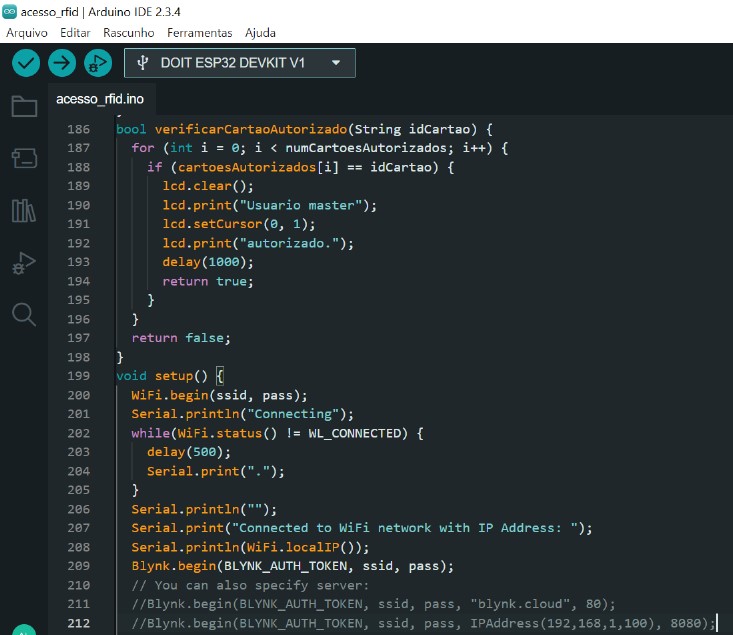 acesso_rfid | Arduino IDE 2.3.4
Arquivo Editar Rascunho Ferramentas Ajuda
DOIT ESP32 DEVKIT V1
acesso_rfid.ino
186 bool verificarCartaoAutorizado(String idCartao) {
187 for (int i = 0; i < numCartoesAutorizados; i++) {
188 if (cartoesAutorizados[i] == idCartao) {
189 lcd.clear();
190 lcd.print("Usuario master");
191 lcd.setCursor(0, 1);
192 lcd.print("autorizado.");
193 delay(1000);
194 return true;
195 }
196 }
197 return false;
198 }
199 void setup() {
200 WiFi.begin(ssid, pass);
201 Serial.println("Connecting");
202 while(WiFi.status() != WL_CONNECTED) {
203 delay(500);
204 Serial.print(".");
205 }
206 Serial.println("");
207 Serial.print("Connected to WiFi network with IP Address: ");
208 Serial.println(WiFi.localIP());
209 Blynk.begin(BLYNK_AUTH_TOKEN, ssid, pass);
210 // You can also specify server:
211 //Blynk.begin(BLYNK_AUTH_TOKEN, ssid, pass, "blynk.cloud", 80);
212 //Blynk.begin(BLYNK_AUTH_TOKEN, ssid, pass, IPAddress(192,168,1,100), 8080);